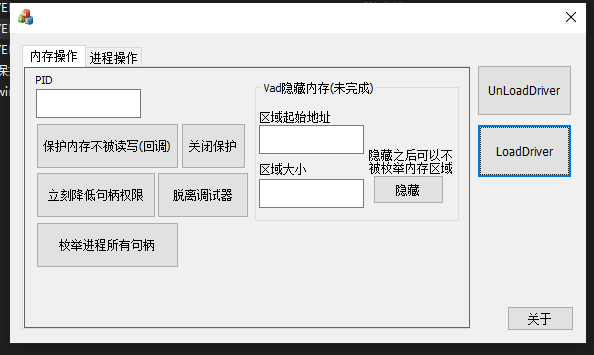 内存操作
进程操作
PID
保护内存不被读写(回调)
关闭保护
立刻降低句柄权限
脱离调试器
枚举进程所有句柄
Vad隐藏内存(未完成)
区域起始地址
区域大小
隐藏之后可以不
被枚举内存区域
隐藏
UnLoadDriver
LoadDriver
关于